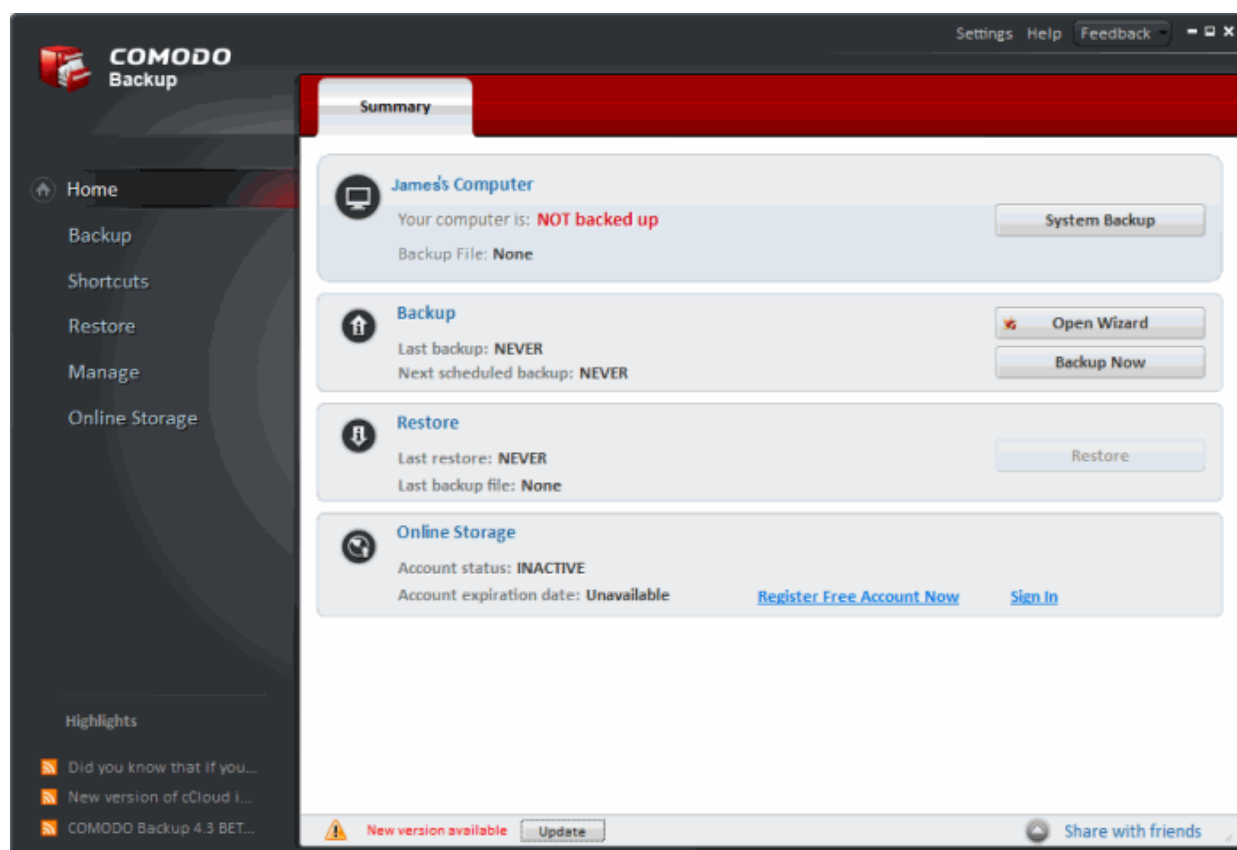 COMODO
Backup
Settings Help Feedback
Summary
Home
Backup
Shortcuts
Restore
Manage
Online Storage
James's Computer
Your computer is: NOT backed up
Backup File: None
System Backup
Backup
Last backup: NEVER
Next scheduled backup: NEVER
Open Wizard
Backup Now
Restore
Last restore: NEVER
Last backup file: None
Restore
Online Storage
Account status: INACTIVE
Account expiration date: Unavailable
Register Free Account Now
Sign In
Highlights
Did you know that if you...
New version of cCloud i...
COMODO Backup 4.3 BET...
New version available
Update
Share with friends